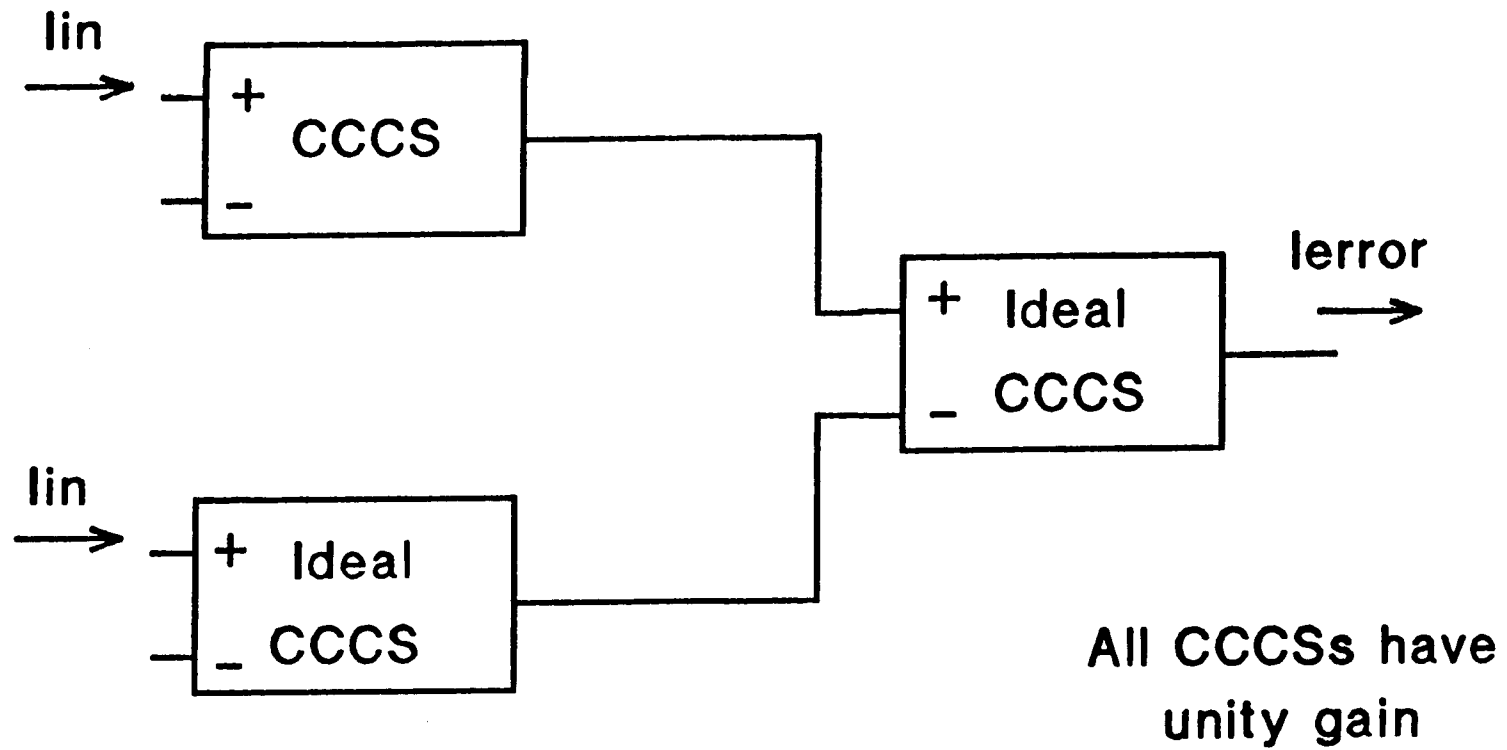 Iin
+
CCCS
−
Ierror
+ Ideal
CCCS
−
Iin
+ Ideal
CCCS
−
All CCCSs have
unity gain